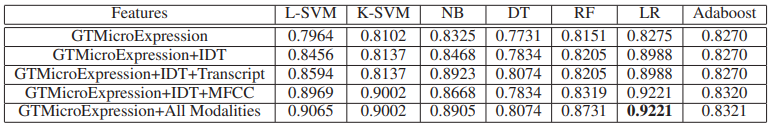 Features L-SVM K-SVM NB DT RF LR Adaboost
GTMicroExpression 0.7964 0.8102 0.8325 0.7731 0.8151 0.8275 0.8270
GTMicroExpression+IDT 0.8456 0.8137 0.8468 0.7834 0.8205 0.8988 0.8270
GTMicroExpression+IDT+Transcript 0.8594 0.8137 0.8923 0.8074 0.8205 0.8988 0.8270
GTMicroExpression+IDT+MFCC 0.8969 0.9002 0.8668 0.7834 0.8319 0.9221 0.8320
GTMicroExpression+All Modalities 0.9065 0.9002 0.8905 0.8074 0.8731 0.9221 0.8321